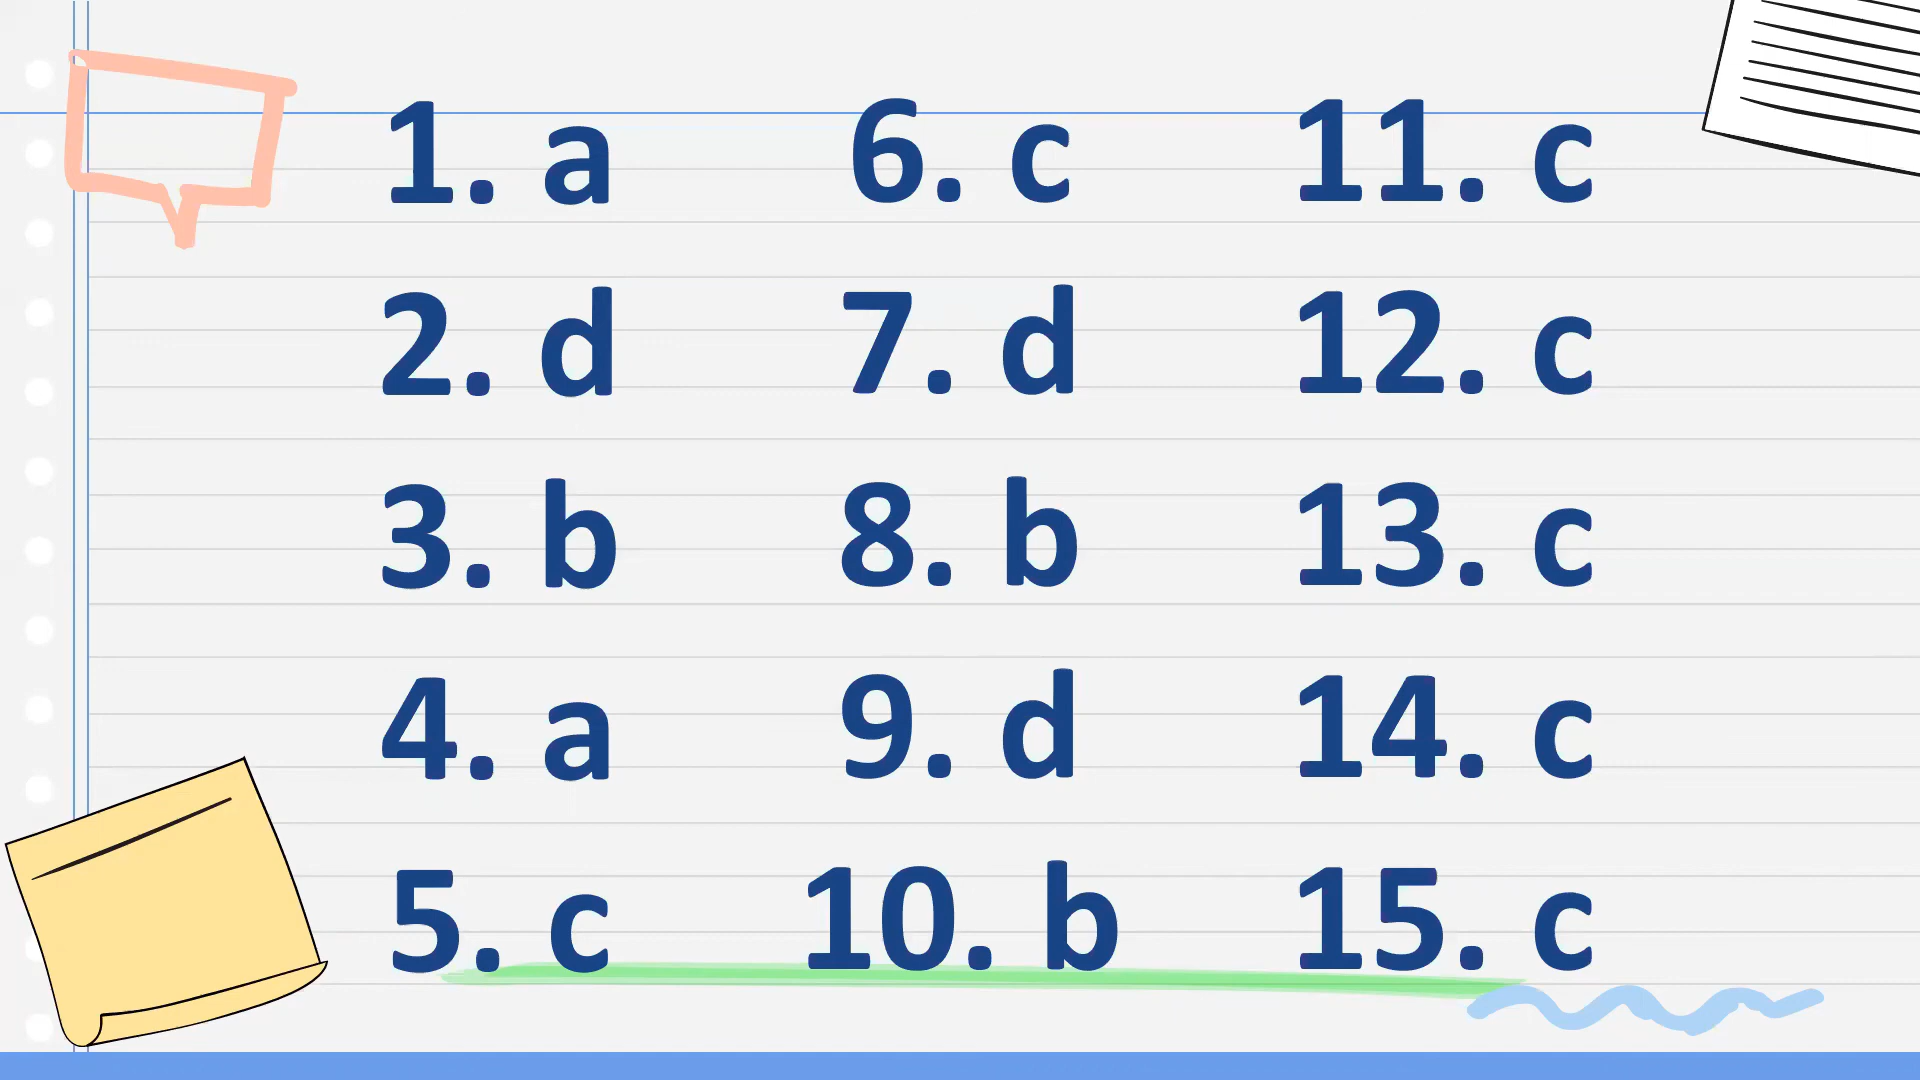 1. a
2. d
3. b
4. a
5. c
6. c
7. d
8. b
9. d
10. b
11. c
12. c
13. c
14. c
15. c